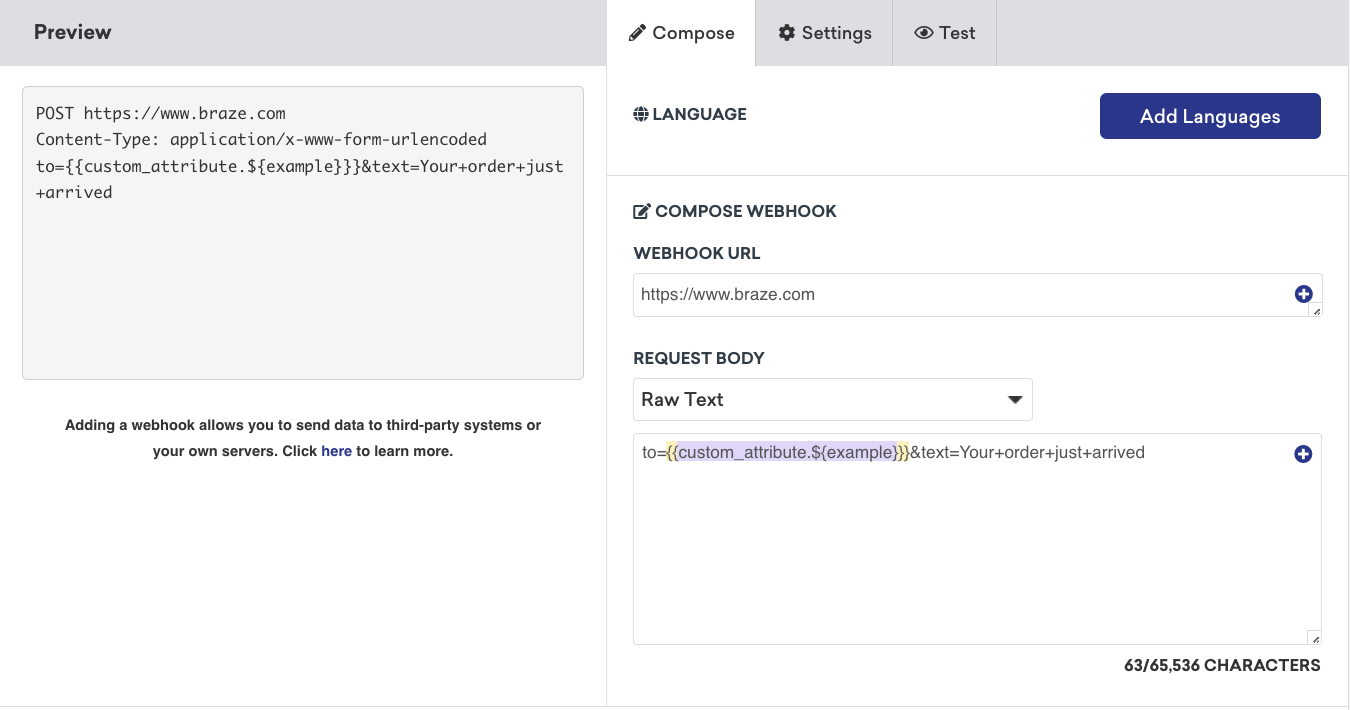 Preview
Compose
Settings
Test
POST https://www.braze.com
Content-Type: application/x-www-form-urlencoded
to={{custom_attribute.${example}}}&text=Your+order+just
+arrived
Adding a webhook allows you to send data to third-party systems or
your own servers. Click here to learn more.
LANGUAGE
Add Languages
COMPOSE WEBHOOK
WEBHOOK URL
https://www.braze.com
REQUEST BODY
Raw Text
to={{custom_attribute.${example}}}&text=Your+order+just+arrived
63/65,536 CHARACTERS